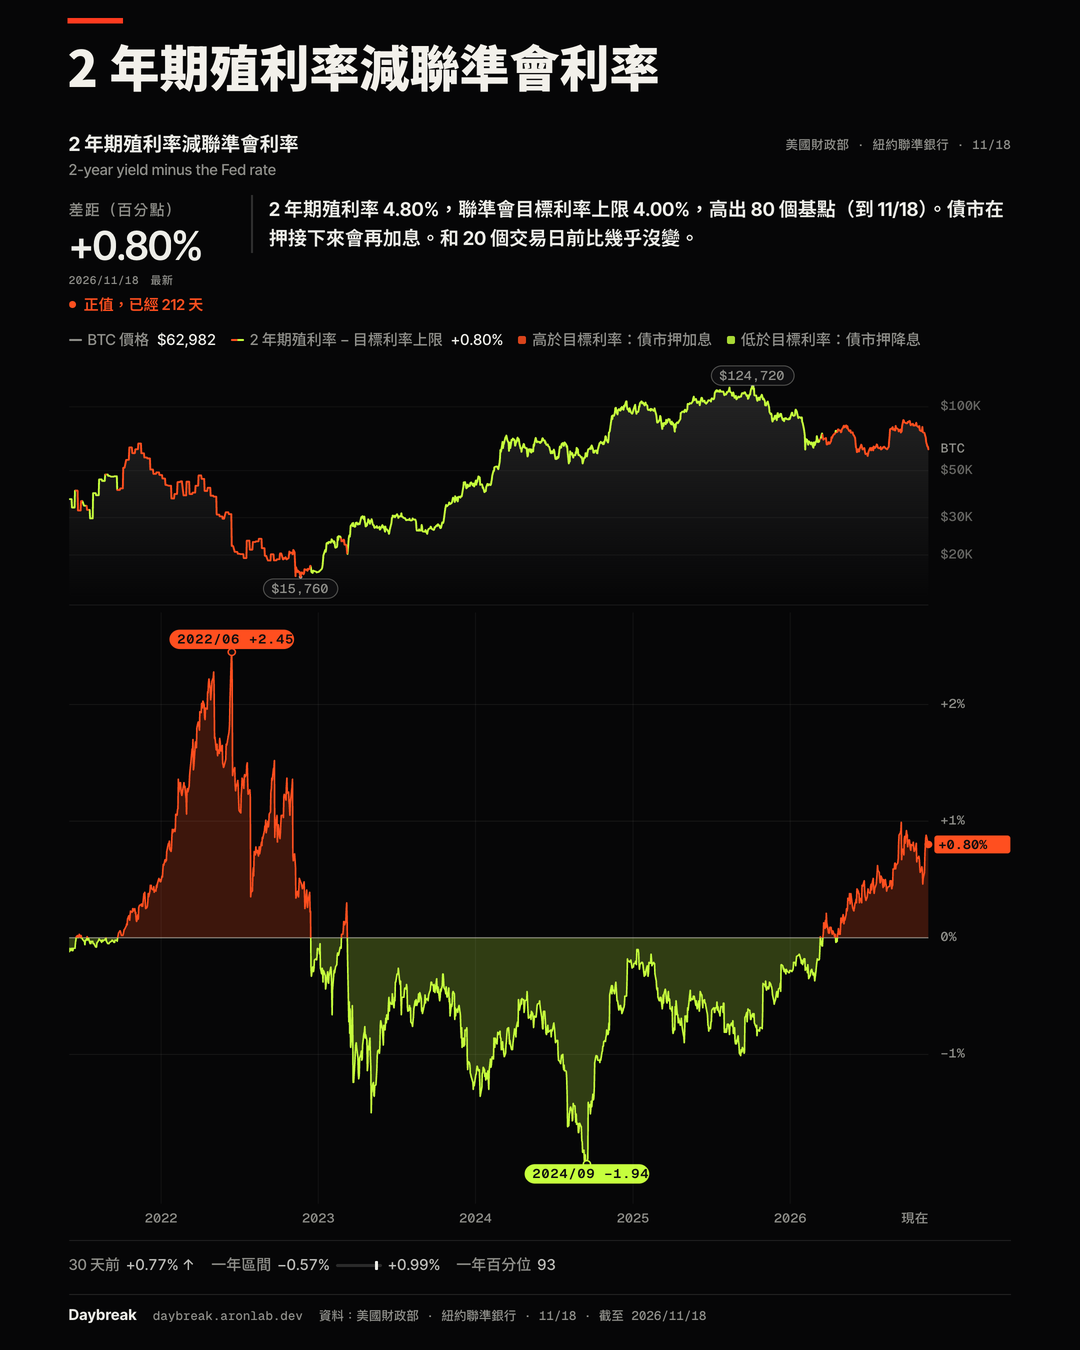 2 年期殖利率減聯準會利率
2 年期殖利率減聯準會利率
美國財政部 · 紐約聯準銀行 · 11/18
2-year yield minus the Fed rate
差距（百分點）
+0.80%
2026/11/18 最新
正值，已經 212 天
2 年期殖利率 4.80%，聯準會目標利率上限 4.00%，高出 80 個基點（到 11/18）。債市在
押接下來會再加息。和 20 個交易日前比幾乎沒變。
BTC 價格 $62,982 2 年期殖利率 − 目標利率上限 +0.80% 高於目標利率：債市押加息 低於目標利率：債市押降息
$124,720
$100K
BTC
$50K
$30K
$20K
$15,760
2022/06 +2.45
+2%
+1%
+0.80%
0%
−1%
2024/09 −1.94
2022 2023 2024 2025 2026 現在
30 天前 +0.77% ↑ 一年區間 −0.57% +0.99% 一年百分位 93
Daybreak daybreak.aronlab.dev 資料：美國財政部 · 紐約聯準銀行 · 11/18 · 截至 2026/11/18